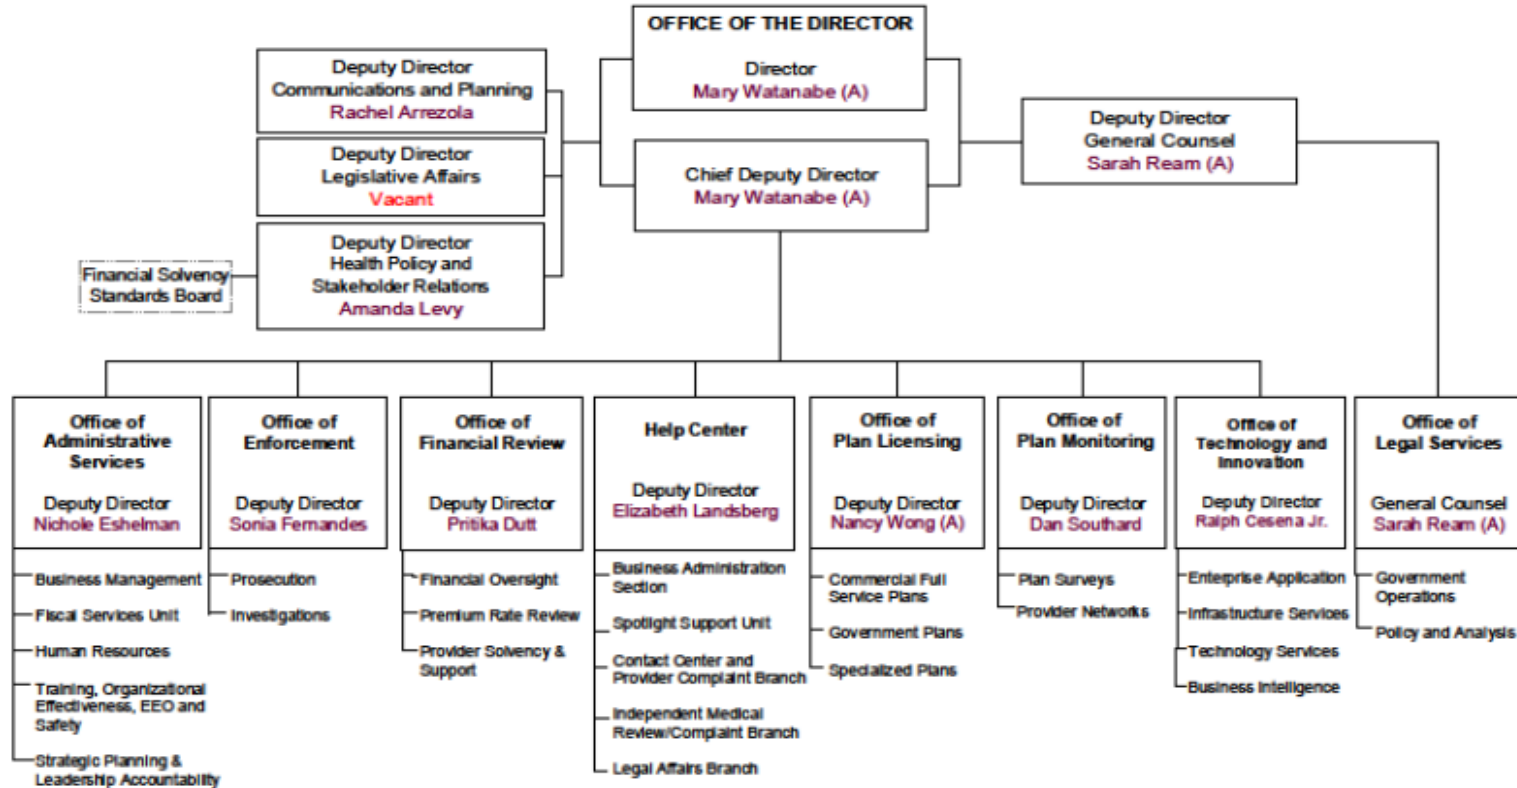 OFFICE OF THE DIRECTOR
Director
Mary Watanabe (A)
Deputy Director
Communications and Planning
Rachel Arrezola
Deputy Director
Legislative Affairs
Vacant
Deputy Director
Health Policy and
Stakeholder Relations
Amanda Levy
Financial Solvency
Standards Board
Chief Deputy Director
Mary Watanabe (A)
Deputy Director
General Counsel
Sarah Ream (A)
Office of
Administrative
Services
Deputy Director
Nichole Eshelman
Business Management
Fiscal Services Unit
Human Resources
Training, Organizational
Effectiveness, EEO and
Safety
Strategic Planning &
Leadership Accountability
Office of
Enforcement
Deputy Director
Sonia Fernandes
Prosecution
Investigations
Office of
Financial Review
Deputy Director
Pritika Dutt
Financial Oversight
Premium Rate Review
Provider Solvency &
Support
Help Center
Deputy Director
Elizabeth Landsberg
Business Administration
Section
Spotlight Support Unit
Contact Center and
Provider Complaint Branch
Independent Medical
Review/Complaint Branch
Legal Affairs Branch
Office of
Plan Licensing
Deputy Director
Nancy Wong (A)
Commercial Full
Service Plans
Government Plans
Specialized Plans
Office of
Plan Monitoring
Deputy Director
Dan Southard
Plan Surveys
Provider Networks
Office of
Technology and
Innovation
Deputy Director
Ralph Cesena Jr.
Enterprise Application
Infrastructure Services
Technology Services
Business Intelligence
Office of
Legal Services
General Counsel
Sarah Ream (A)
Government
Operations
Policy and Analysis